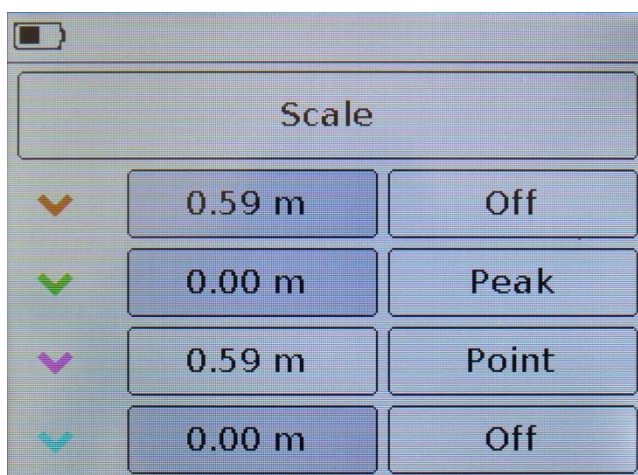 Scale
0.59 m Off
0.00 m Peak
0.59 m Point
0.00 m Off